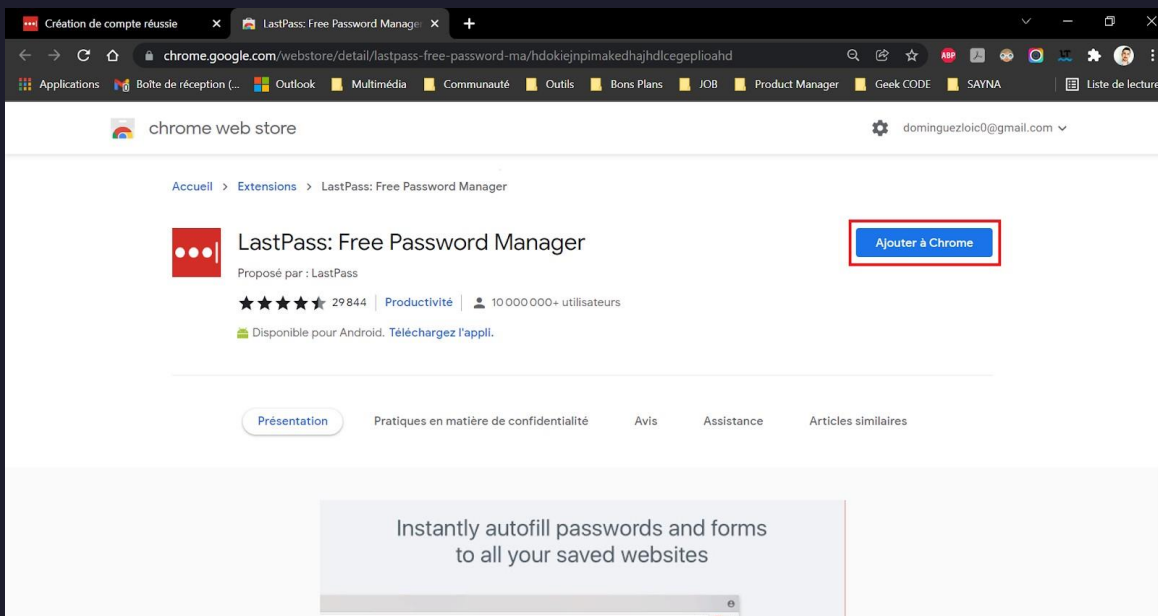 Création de compte réussie
LastPass: Free Password Manager
chrome.google.com/webstore/detail/lastpass-free-password-ma/hdokiejnpimakedhajhdlcegeplioahd
ABP
LT
Applications Boîte de réception (... Outlook Multimédia Communauté Outils Bons Plans JOB Product Manager Geek CODE SAYNA Liste de lecture
chrome web store dominguezloic0@gmail.com
Accueil > Extensions > LastPass: Free Password Manager
LastPass: Free Password Manager
Ajouter à Chrome
Proposé par : LastPass
29 844 Productivité 10 000 000+ utilisateurs
Disponible pour Android. Téléchargez l'appli.
Présentation Pratiques en matière de confidentialité Avis Assistance Articles similaires
Instantly autofill passwords and forms
to all your saved websites